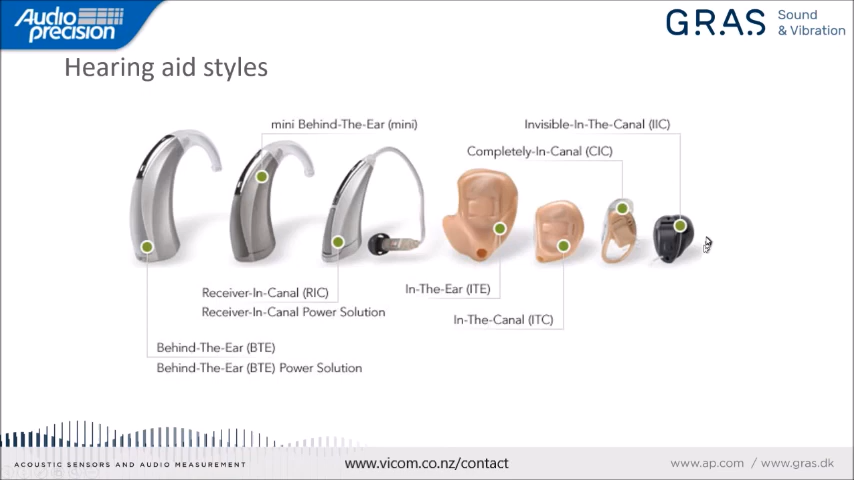 Audio
precision
GRAS Sound
& Vibration
Hearing aid styles
mini Behind-The-Ear (mini)
Invisible-In-The-Canal (IIC)
Completely-In-Canal (CIC)
Receiver-In-Canal (RIC)
Receiver-In-Canal Power Solution
In-The-Ear (ITE)
In-The-Canal (ITC)
Behind-The-Ear (BTE)
Behind-The-Ear (BTE) Power Solution
ACOUSTIC SENSORS AND AUDIO MEASUREMENT
www.vicom.co.nz/contact
www.ap.com / www.gras.dk